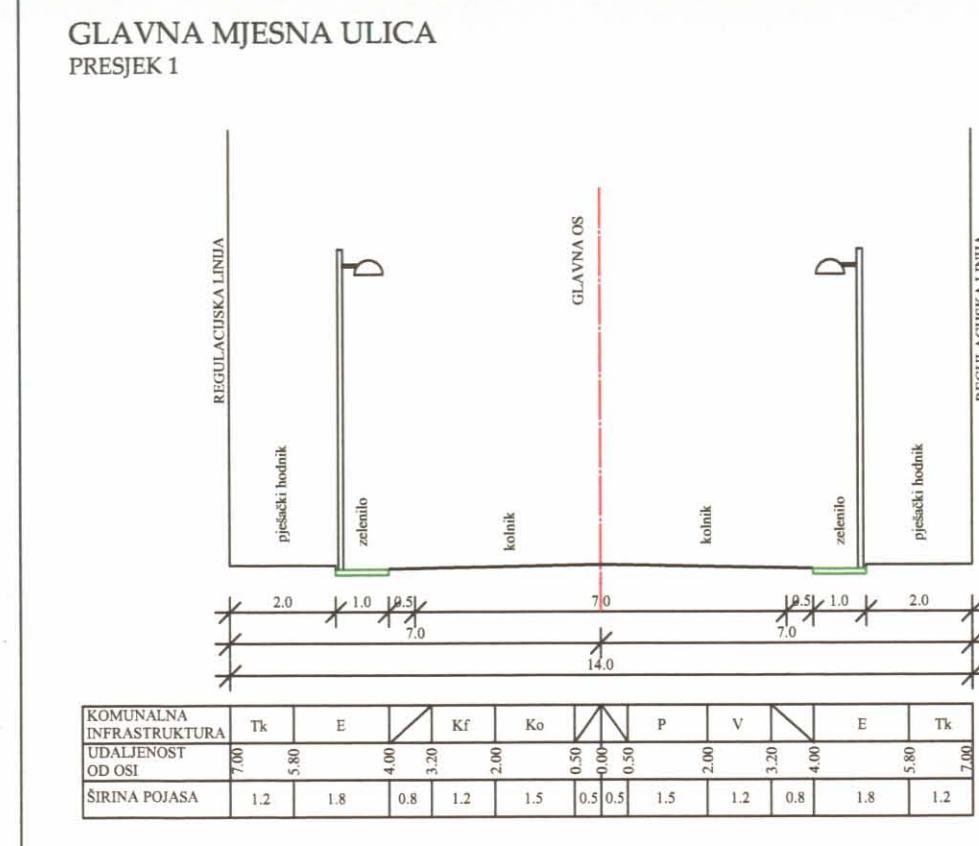 GLAVNA MJESNA ULICA
PRESJEK 1
REGULACIJSKA LINIJA
GLAVNA OS
REGULACIJSKA LINIJA
pješački hodnik
zelenilo
kolnik
kolnik
zelenilo
pješački hodnik
2.0 1.0 0.5 7.0 0.5 1.0 2.0
7.0 7.0
14.0
KOMUNALNA
INFRASTRUKTURA Tk E Kf Ko P V E Tk
UDALJENOST
OD OSI 7.00 5.80 4.00 3.20 2.00 0.50 0.00 0.50 2.00 3.20 4.00 5.80 7.00
ŠIRINA POJASA 1.2 1.8 0.8 1.2 1.5 0.5 0.5 1.5 1.2 0.8 1.8 1.2